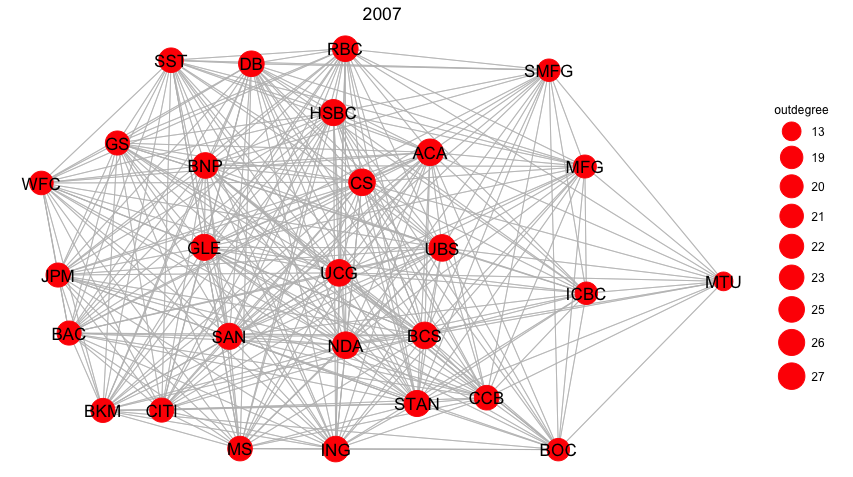 2007
RBC
SST
DB
SMFG
HSBC
GS
ACA
BNP
MFG
WFC
CS
GLE
UBS
UCG
JPM
MTU
ICBC
BAC
SAN
BCS
NDA
CCB
STAN
BKM
CITI
MS
ING
BOC
outdegree
13
19
20
21
22
23
25
26
27